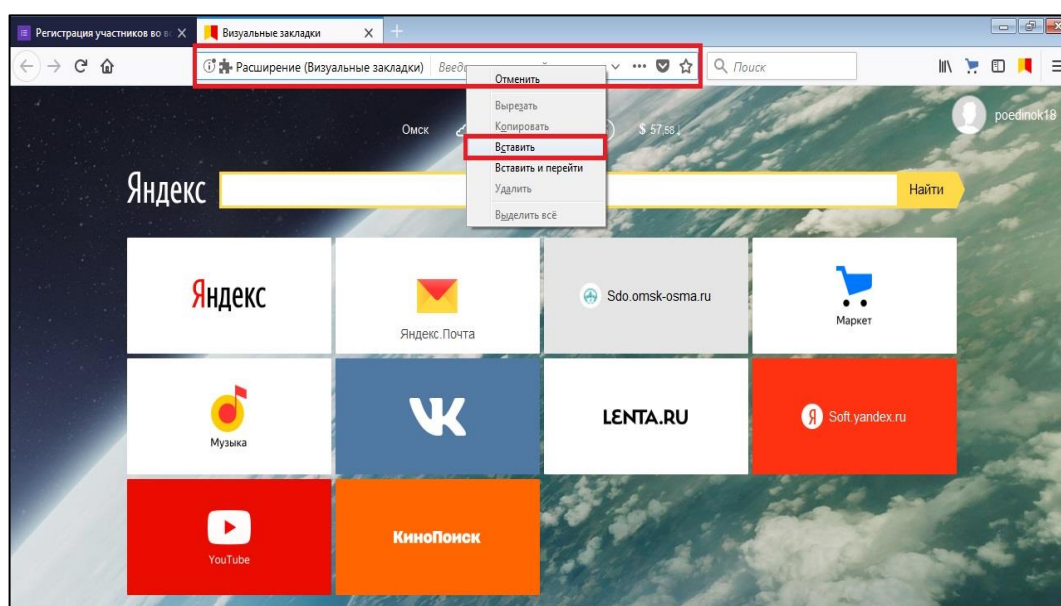 Регистрация участников во в
Визуальные закладки
Расширение (Визуальные закладки)
Поиск
Отменить
Вырезать
Копировать
Вставить
Вставить и перейти
Удалить
Выделить всё
Омск
$ 57,58 ↓
poedinok18
Яндекс
Найти
Яндекс
Яндекс.Почта
Sdo.omsk-osma.ru
Маркет
Музыка
LENTA.RU
Я Soft.yandex.ru
YouTube
КиноПоиск